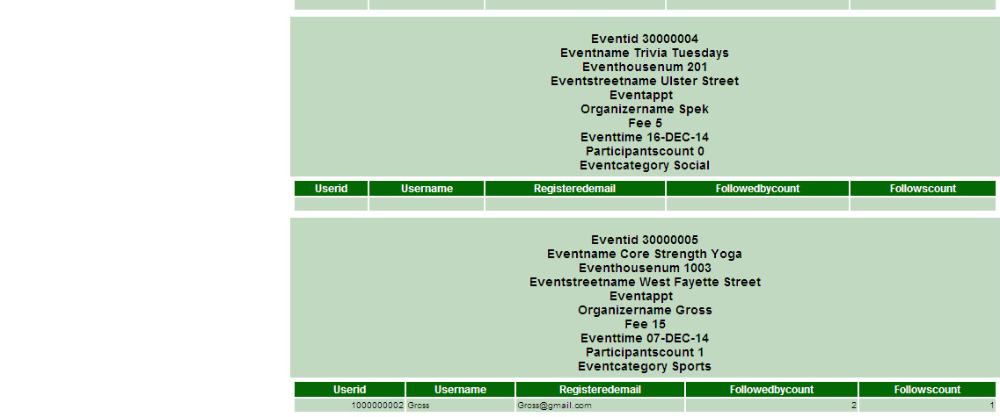 Eventid 30000004
Eventname Trivia Tuesdays
Eventhousenum 201
Eventstreetname Ulster Street
Eventappt
Organizername Spek
Fee 5
Eventtime 16-DEC-14
Participantscount 0
Eventcategory Social
Userid Username Registeredemail Followedbycount Followscount
Eventid 30000005
Eventname Core Strength Yoga
Eventhousenum 1003
Eventstreetname West Fayette Street
Eventappt
Organizername Gross
Fee 15
Eventtime 07-DEC-14
Participantscount 1
Eventcategory Sports
Userid Username Registeredemail Followedbycount Followscount
1000000002 Gross Gross@gmail.com 2 1